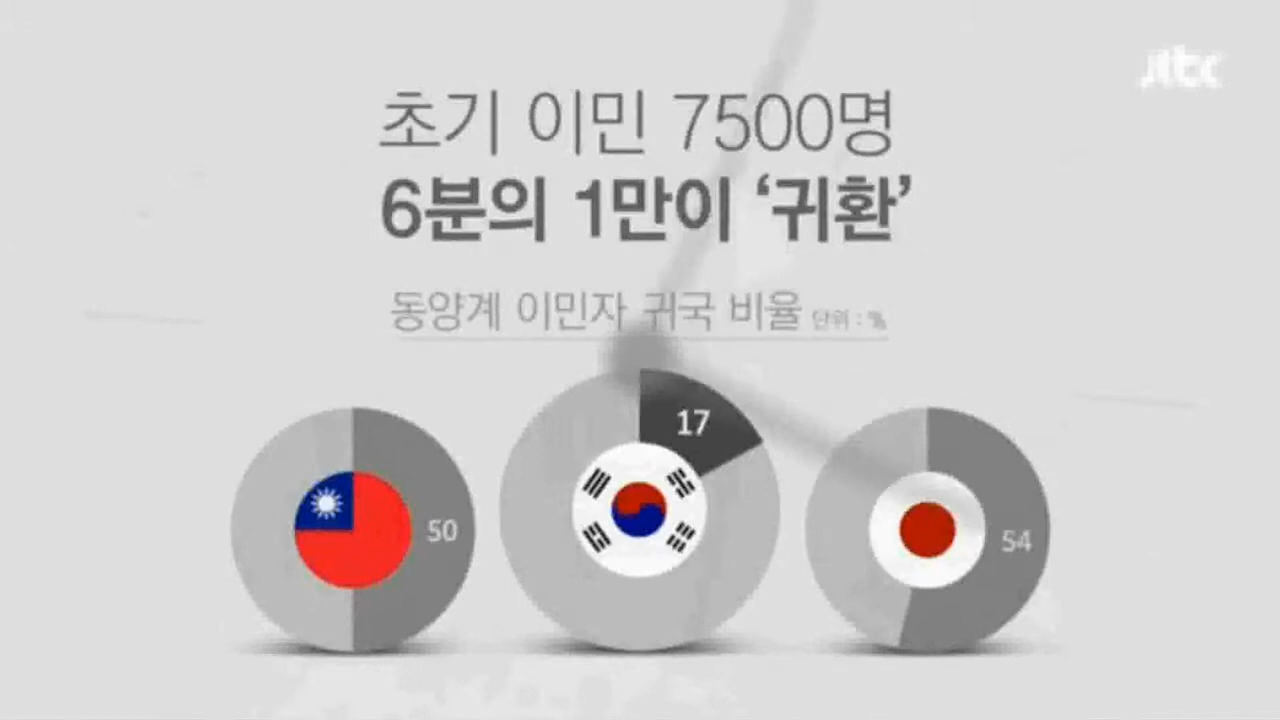 jtbc
초기 이민 7500명
6분의 1만이 ‘귀환’
동양계 이민자 귀국 비율 단위 : %
17
50
54